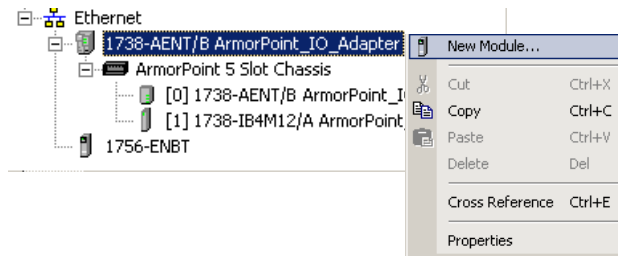 Ethernet
1738-AENT/B ArmorPoint_IO_Adapter
ArmorPoint 5 Slot Chassis
[0] 1738-AENT/B ArmorPoint_I
[1] 1738-IB4M12/A ArmorPoint_
1756-ENBT
New Module...
Cut Ctrl+X
Copy Ctrl+C
Paste Ctrl+V
Delete Del
Cross Reference Ctrl+E
Properties